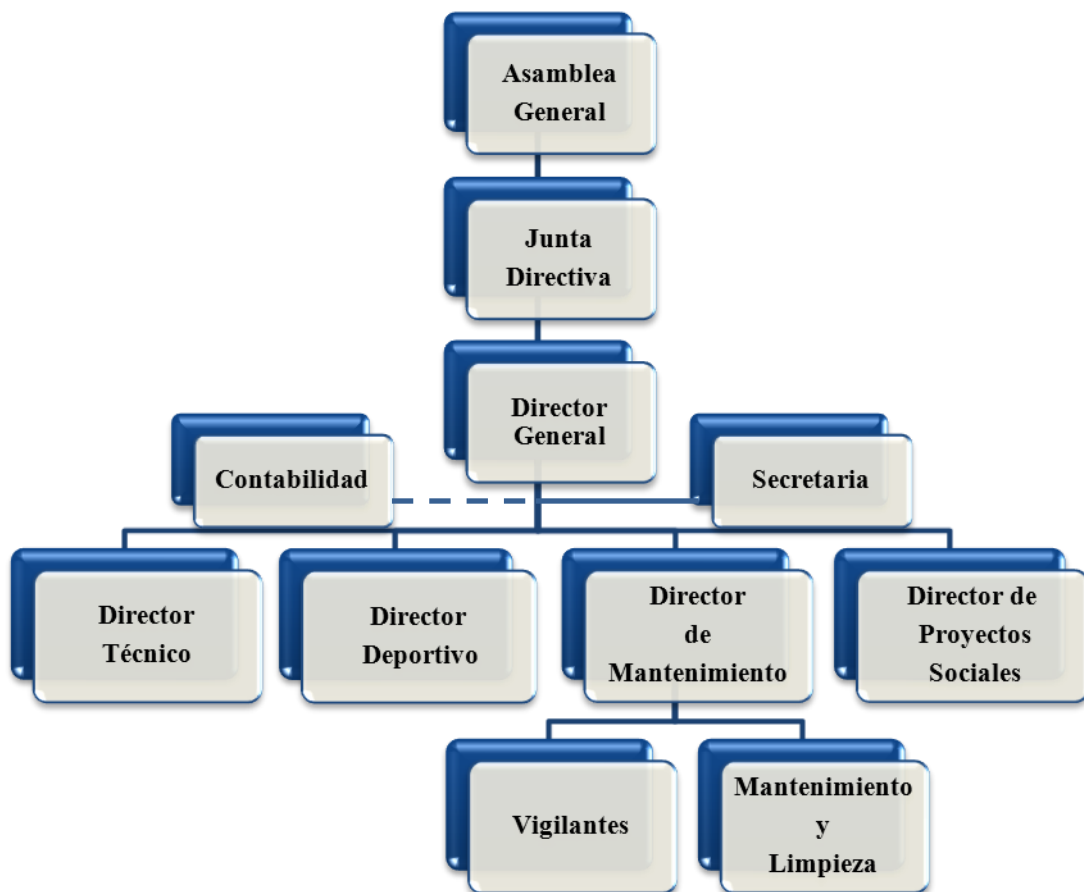 Asamblea
General
Junta
Directiva
Director
General
Contabilidad
Secretaria
Director
Técnico
Director
Deportivo
Director
de
Mantenimiento
Director de
Proyectos
Sociales
Vigilantes
Mantenimiento
y
Limpieza